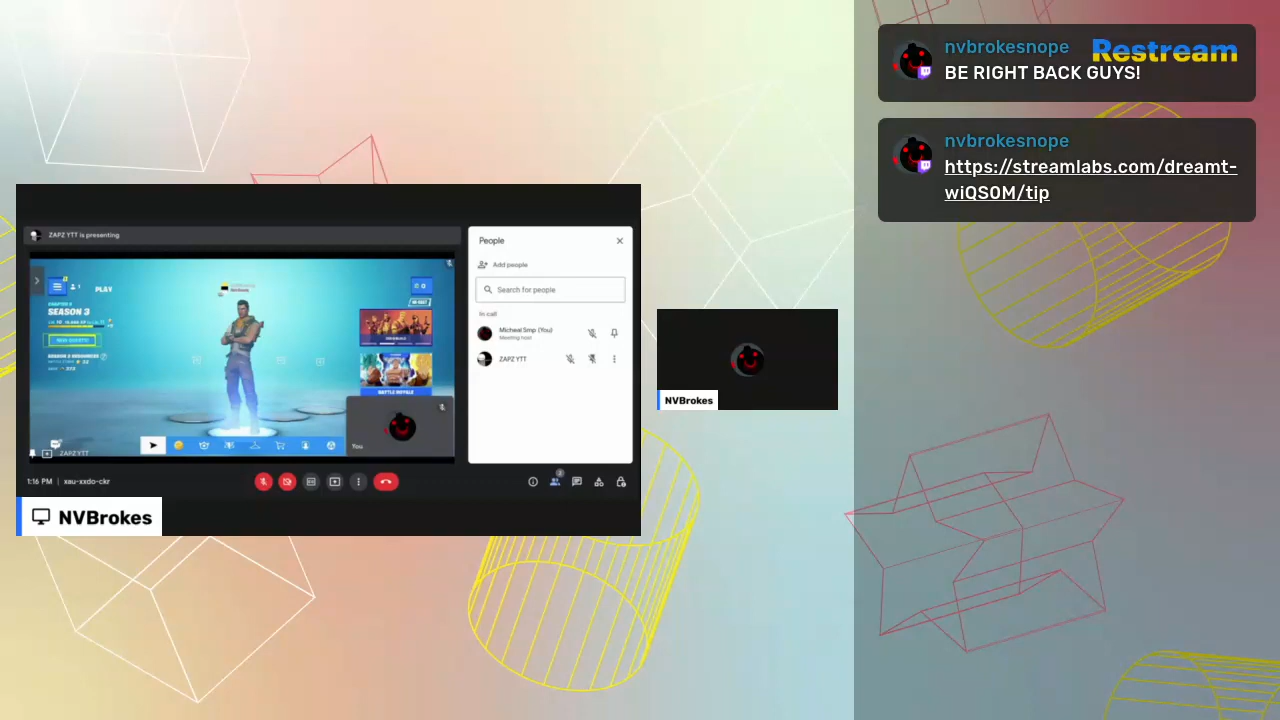 ZAPZ YTT is presenting
PLAY
SEASON 3
BATTLE ROYALE
You
ZAPZ YTT
People
Add people
Search for people
In call
Micheal Smp (You)
Meeting host
ZAPZ YTT
1:16 PM | xau-xxdo-ckr
NVBrokes
NVBrokes
nvbrokesnope
Restream
BE RIGHT BACK GUYS!
nvbrokesnope
https://streamlabs.com/dreamt-
wiQS0M/tip